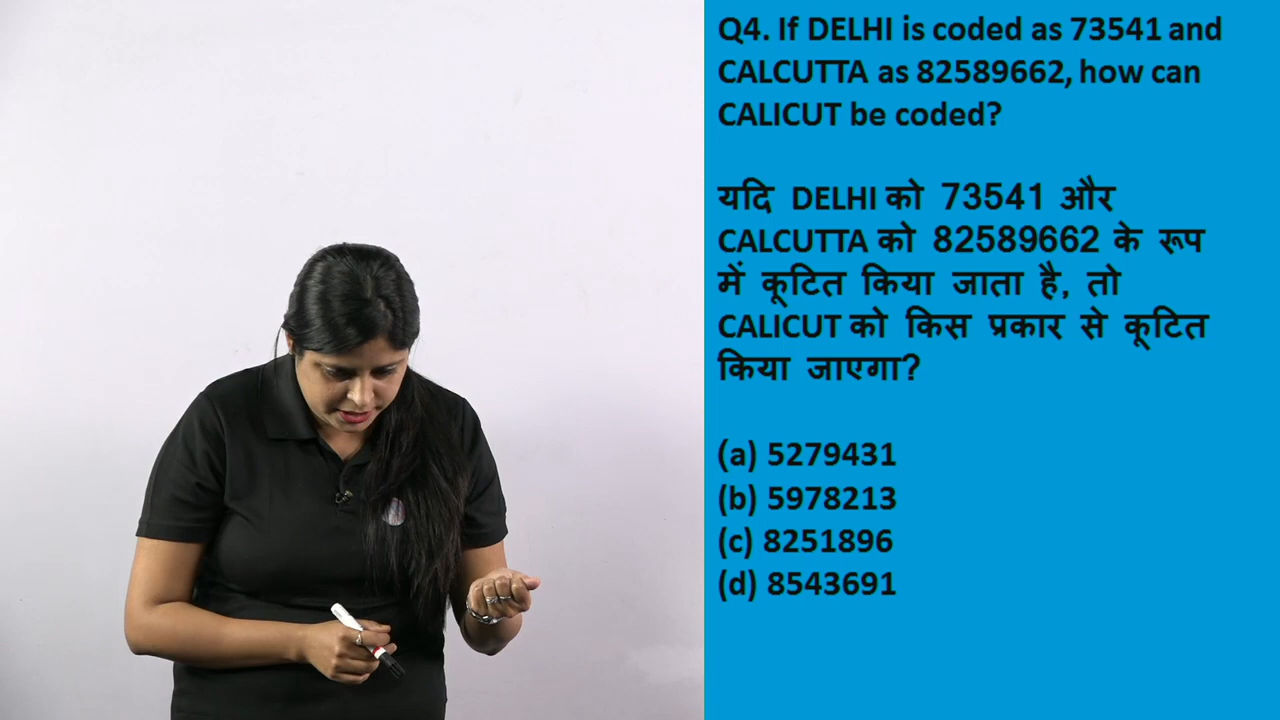 Q4. If DELHI is coded as 73541 and
CALCUTTA as 82589662, how can
CALICUT be coded?
यदि DELHI को 73541 और
CALCUTTA को 82589662 के रूप
में कूटित किया जाता है, तो
CALICUT को किस प्रकार से कूटित
किया जाएगा?
(a) 5279431
(b) 5978213
(c) 8251896
(d) 8543691